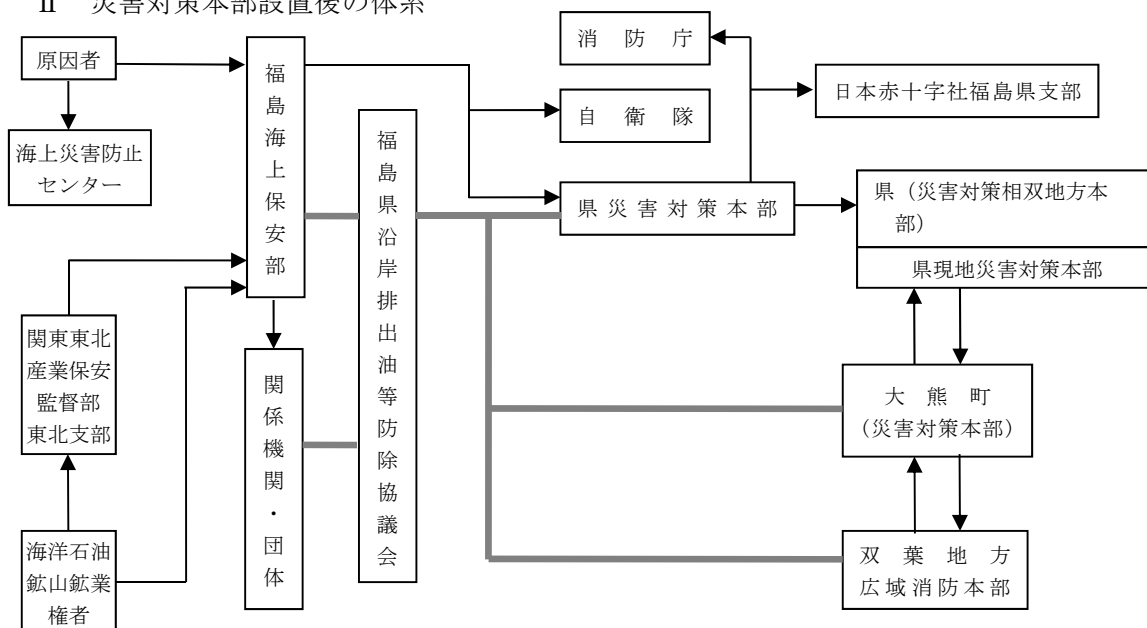 Ⅱ 災害対策本部設置後の体系
原因者
海上災害防止
センター
関東東北
産業保安
監督部
東北支部
海洋石油
鉱山鉱業
権者
福島海上保安部
関係機関・団体
福島県沿岸排出油等防除協議会
消防庁
自衛隊
県災害対策本部
日本赤十字社福島県支部
県（災害対策相双地方本
部）
県現地災害対策本部
大熊町
（災害対策本部）
双葉地方
広域消防本部